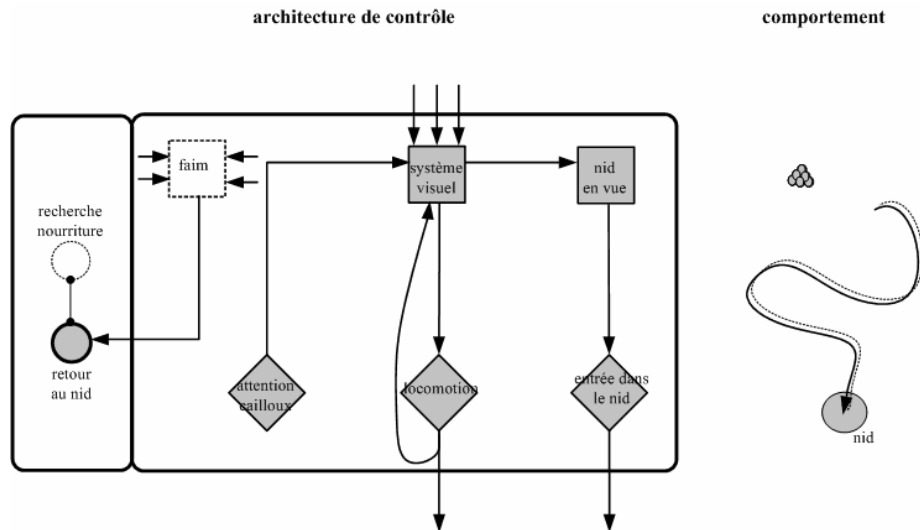 architecture de contrôle
comportement
faim
système
visuel
nid
en vue
recherche
nourriture
retour
au nid
attention
cailloux
locomotion
entrée dans
le nid
nid